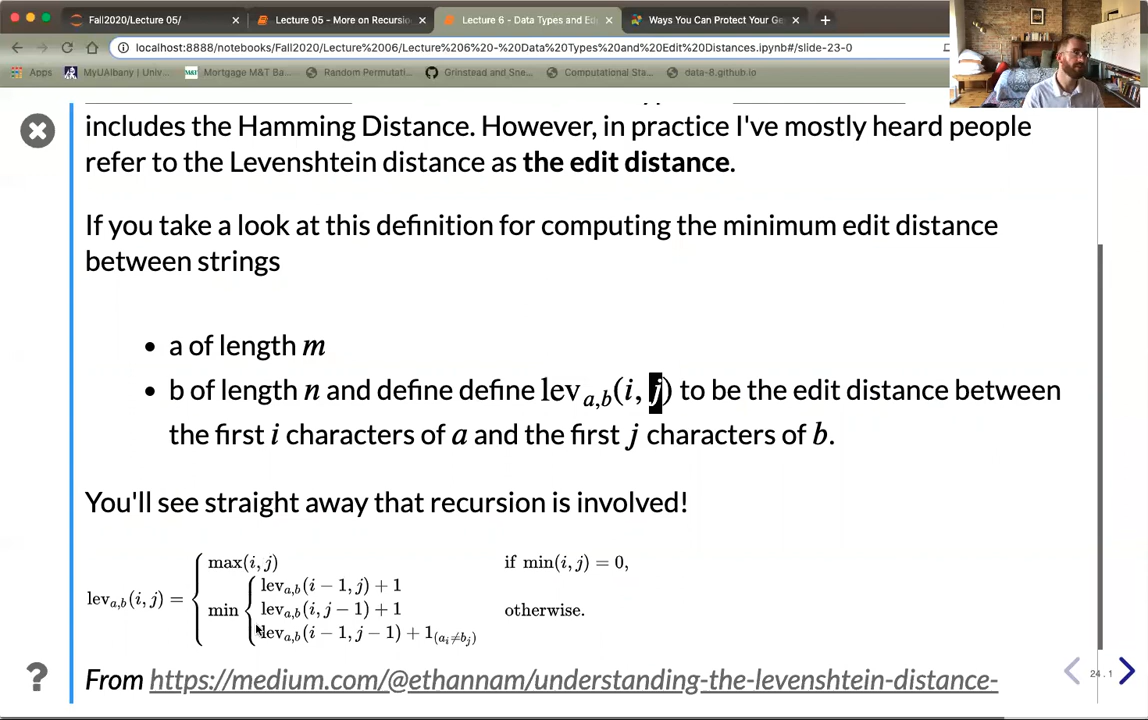 Fall2020/Lecture 05/
Lecture 05 - More on Recursio
Lecture 6 - Data Types and Ed
Ways You Can Protect Your Ge
localhost:8888/notebooks/Fall2020/Lecture%2006/Lecture%206%20-%20Data%20Types%20and%20Edit%20Distances.ipynb#/slide-23-0
Apps
MyUAlbany | Univ...
Mortgage M&T Ba...
Random Permutati...
Grinstead and Sne...
Computational Sta...
data-8.github.io
includes the Hamming Distance. However, in practice I've mostly heard people
refer to the Levenshtein distance as the edit distance.
If you take a look at this definition for computing the minimum edit distance
between strings
• a of length m
• b of length n and define define lev_{a,b}(i, j) to be the edit distance between
the first i characters of a and the first j characters of b.
You'll see straight away that recursion is involved!
max(i, j) if min(i, j) = 0,
lev_{a,b}(i − 1, j) + 1
lev_{a,b}(i, j) = min lev_{a,b}(i, j − 1) + 1 otherwise.
lev_{a,b}(i − 1, j − 1) + 1_{(a_i≠b_j)}
From https://medium.com/@ethannam/understanding-the-levenshtein-distance-
24.1